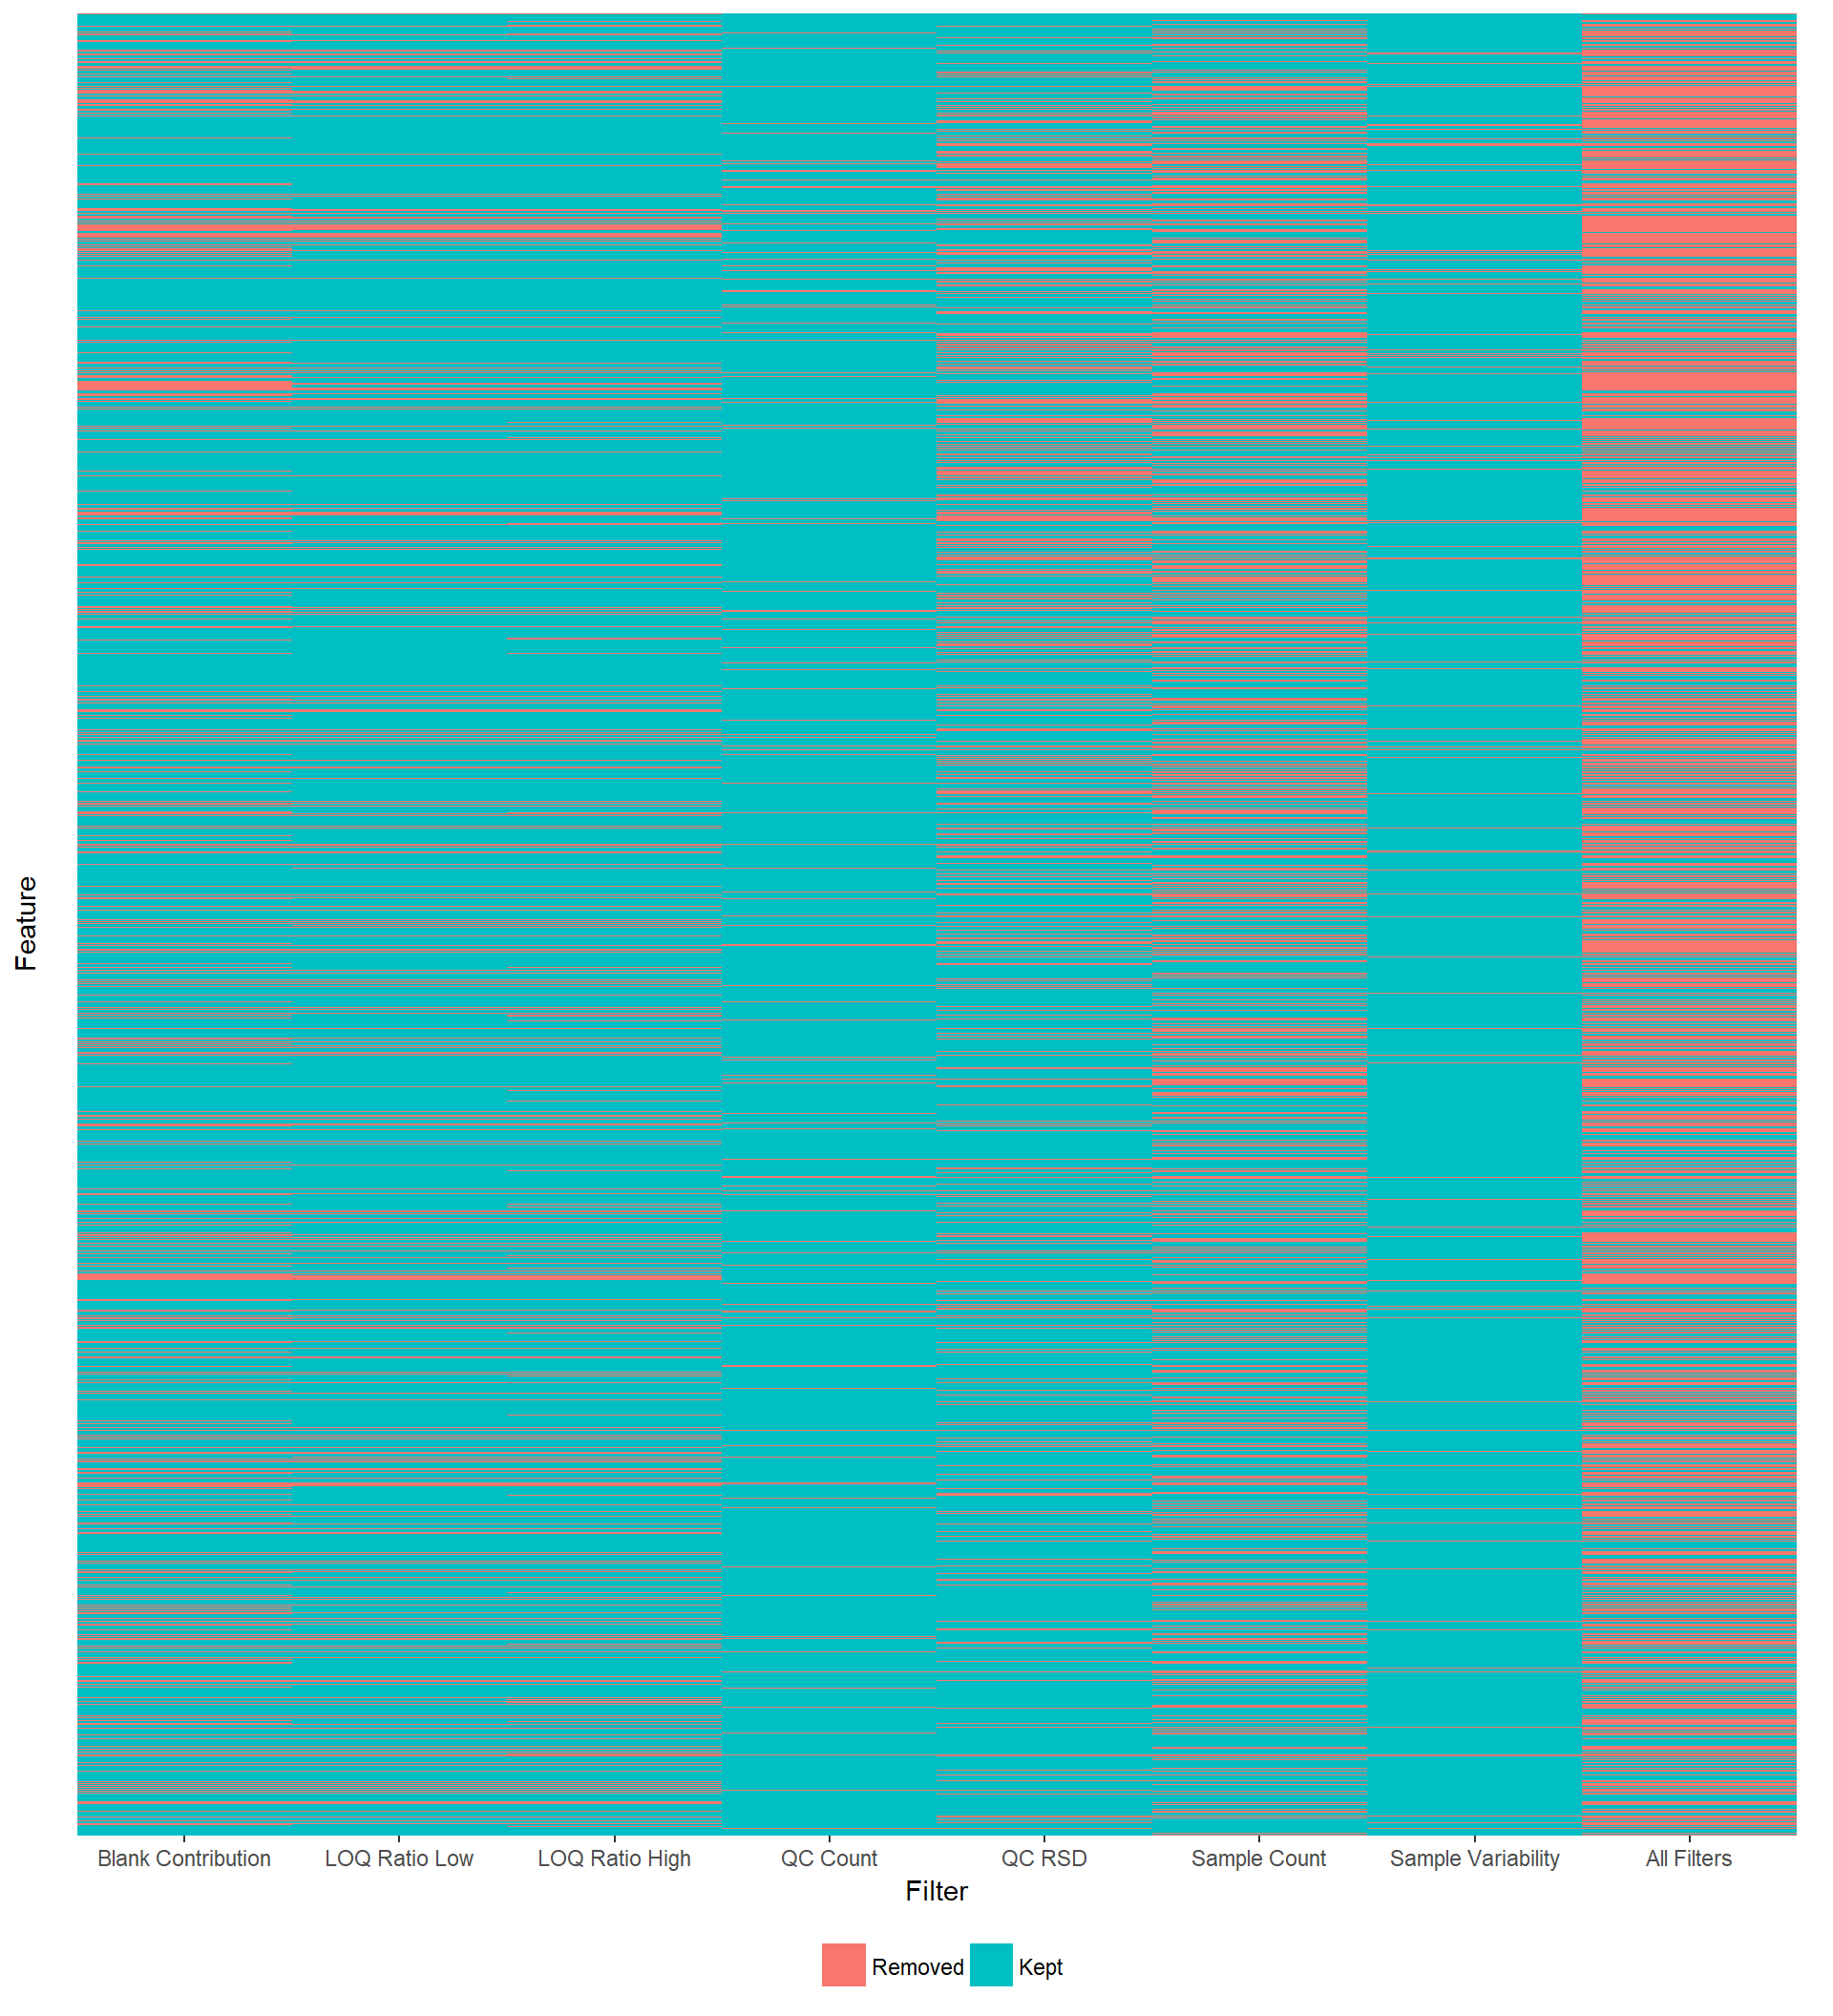 Feature
Blank Contribution LOQ Ratio Low LOQ Ratio High QC Count QC RSD Sample Count Sample Variability All Filters
Filter
Removed Kept